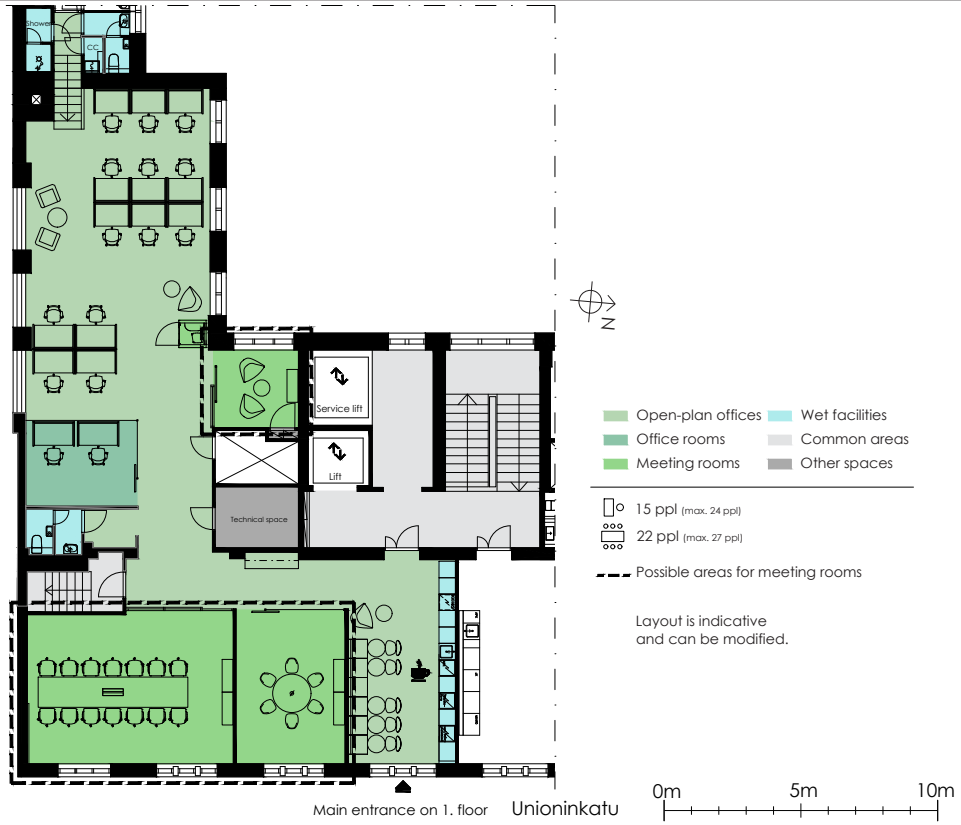 Shower
CC
N
Service lift
Lift
Technical space
Open-plan offices
Wet facilities
Office rooms
Common areas
Meeting rooms
Other spaces
15 ppl (max. 24 ppl)
22 ppl (max. 27 ppl)
Possible areas for meeting rooms
Layout is indicative
and can be modified.
Main entrance on 1. floor
Unioninkatu
0m
5m
10m